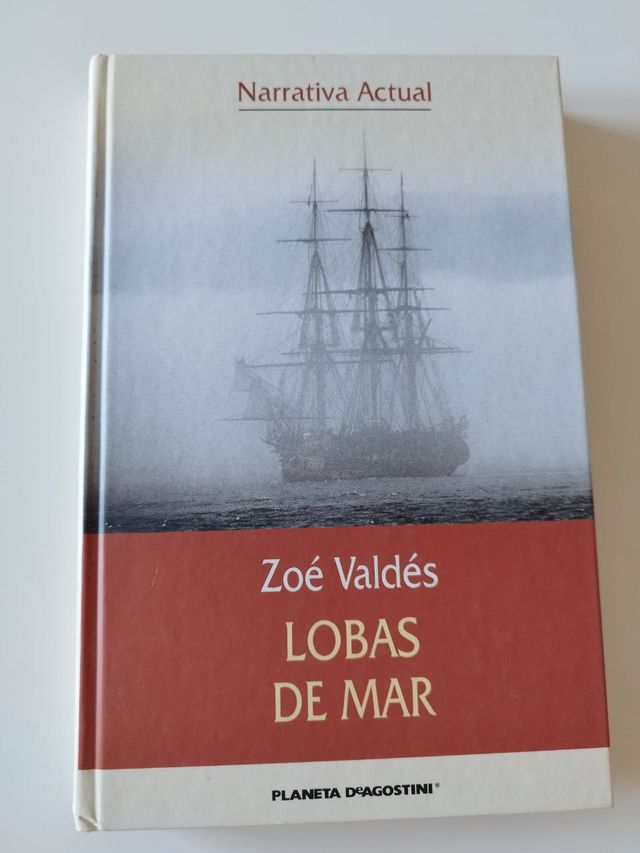 Narrativa Actual
Zoé Valdés
LOBAS
DE MAR
PLANETA DeAGOSTINI®